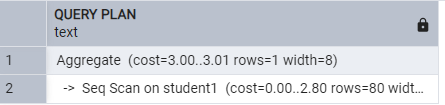 QUERY PLAN
text
1 Aggregate (cost=3.00..3.01 rows=1 width=8)
2 -> Seq Scan on student1 (cost=0.00..2.80 rows=80 widt...